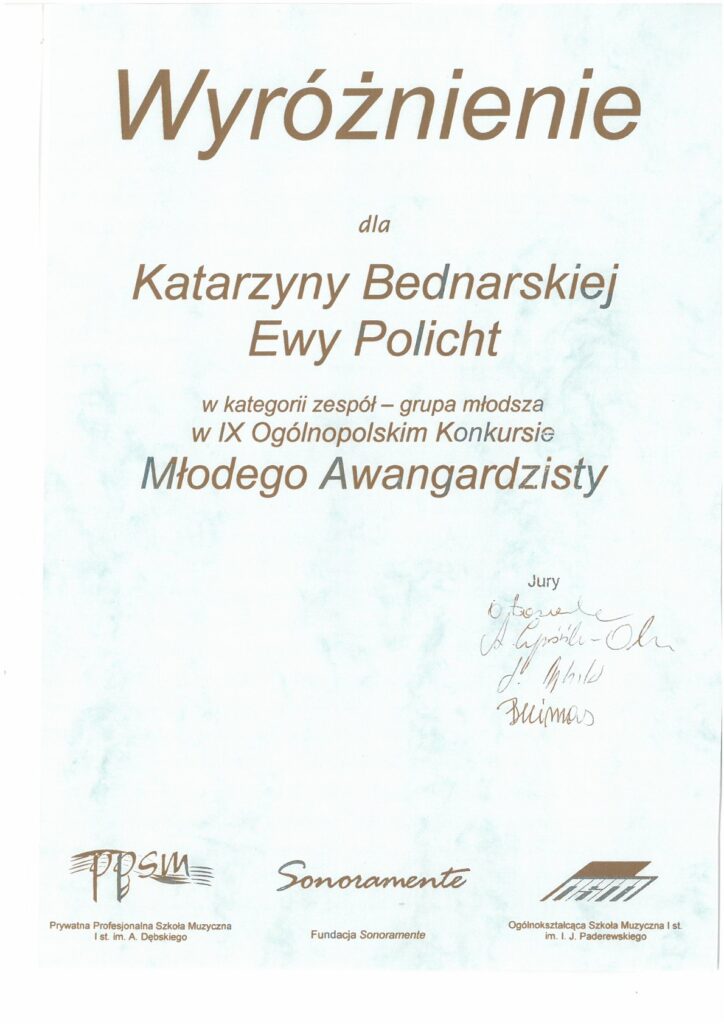 Wyróżnienie
dla
Katarzyny Bednarskiej
Ewy Policht
w kategorii zespół – grupa młodsza
w IX Ogólnopolskim Konkursie
Młodego Awangardzisty
Jury
ppsm
Sonoramente
Prywatna Profesjonalna Szkoła Muzyczna
I st. im. A. Dębskiego
Fundacja Sonoramente
Ogólnokształcąca Szkoła Muzyczna I st.
im. I. J. Paderewskiego